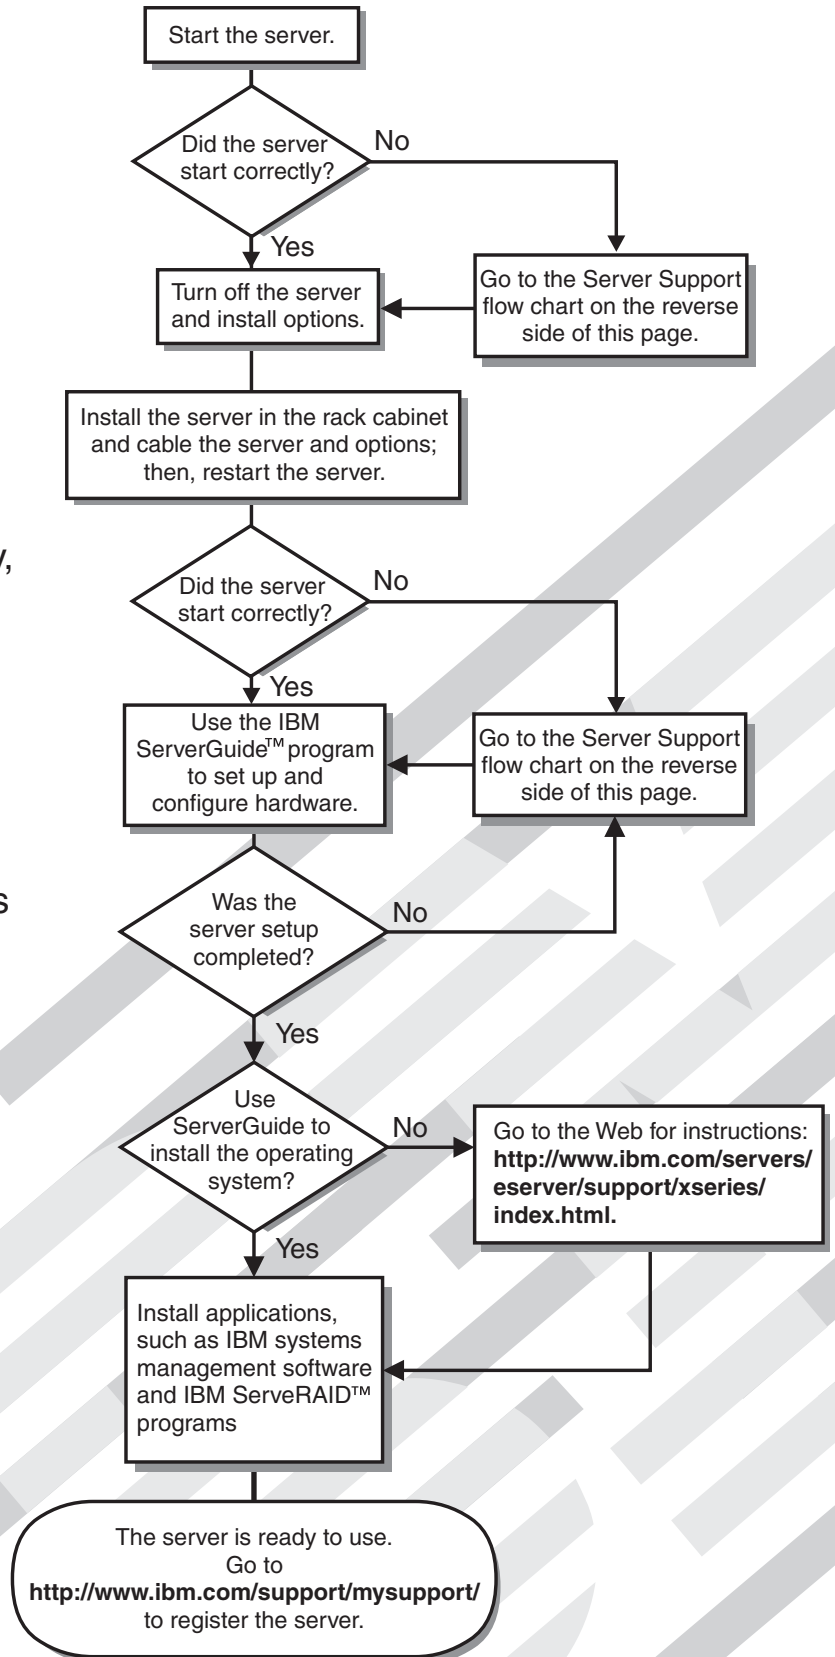 Start the server.
Did the server
start correctly?
No
Yes
Turn off the server
and install options.
Go to the Server Support
flow chart on the reverse
side of this page.
Install the server in the rack cabinet
and cable the server and options;
then, restart the server.
y,
Did the server
start correctly?
No
Yes
Use the IBM
ServerGuide™ program
to set up and
configure hardware.
Go to the Server Support
flow chart on the reverse
side of this page.
s
Was the
server setup
completed?
No
Yes
Use
ServerGuide to
install the operating
system?
No
Go to the Web for instructions:
http://www.ibm.com/servers/
eserver/support/xseries/
index.html.
Yes
Install applications,
such as IBM systems
management software
and IBM ServeRAID™
programs
The server is ready to use.
Go to
http://www.ibm.com/support/mysupport/
to register the server.